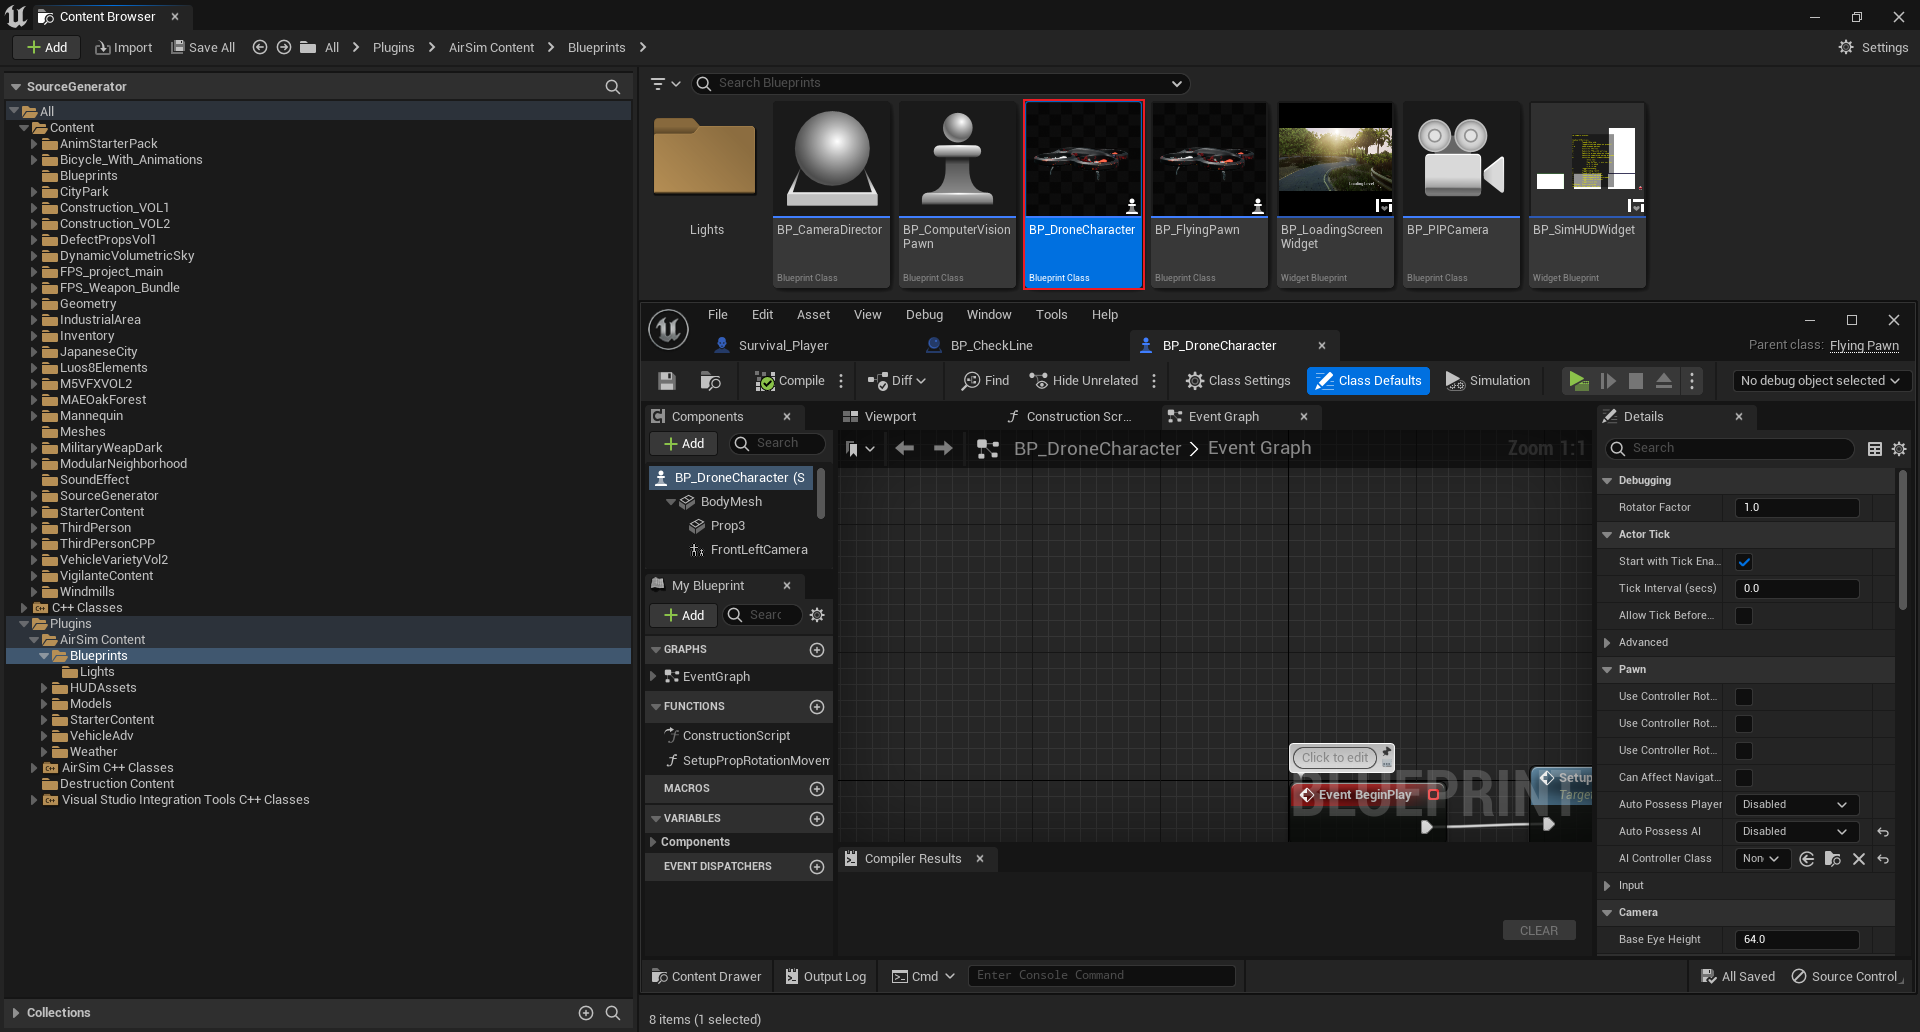 Content Browser
Add
Import
Save All
All
Plugins
AirSim Content
Blueprints
Settings
SourceGenerator
All
Content
AnimStarterPack
Bicycle_With_Animations
Blueprints
CityPark
Construction_VOL1
Construction_VOL2
DefectPropsVol1
DynamicVolumetricSky
FPS_project_main
FPS_Weapon_Bundle
Geometry
IndustrialArea
Inventory
JapaneseCity
Luos8Elements
M5VFXVOL2
MAEOakForest
Mannequin
Meshes
MilitaryWeapDark
ModularNeighborhood
SoundEffect
SourceGenerator
StarterContent
ThirdPerson
ThirdPersonCPP
VehicleVarietyVol2
VigilanteContent
Windmills
C++ Classes
Plugins
AirSim Content
Blueprints
Lights
HUDAssets
Models
StarterContent
VehicleAdv
Weather
AirSim C++ Classes
Destruction Content
Visual Studio Integration Tools C++ Classes
Collections
Search Blueprints
Lights
BP_CameraDirector
Blueprint Class
BP_ComputerVision
Pawn
Blueprint Class
BP_DroneCharacter
Blueprint Class
BP_FlyingPawn
Blueprint Class
BP_LoadingScreen
Widget
Widget Blueprint
BP_PIPCamera
Blueprint Class
BP_SimHUDWidget
Widget Blueprint
File
Edit
Asset
View
Debug
Window
Tools
Help
Survival_Player
BP_CheckLine
BP_DroneCharacter
Parent class: Flying Pawn
Compile
Diff
Find
Hide Unrelated
Class Settings
Class Defaults
Simulation
No debug object selected
Components
Add
Search
BP_DroneCharacter (S
BodyMesh
Prop3
FrontLeftCamera
My Blueprint
Add
Searc
GRAPHS
EventGraph
FUNCTIONS
ConstructionScript
SetupPropRotationMovem
MACROS
VARIABLES
Components
EVENT DISPATCHERS
Viewport
Construction Scr...
Event Graph
BP_DroneCharacter > Event Graph
Zoom 1:1
Click to edit
Event BeginPlay
Setup
Target
BLUEPRINT
Compiler Results
CLEAR
Details
Search
Debugging
Rotator Factor
1.0
Actor Tick
Start with Tick Ena...
Tick Interval (secs)
0.0
Allow Tick Before...
Advanced
Pawn
Use Controller Rot...
Use Controller Rot...
Use Controller Rot...
Can Affect Navigat...
Auto Possess Player
Disabled
Auto Possess AI
Disabled
AI Controller Class
Non
Input
Camera
Base Eye Height
64.0
Content Drawer
Output Log
Cmd
Enter Console Command
All Saved
Source Control
8 items (1 selected)